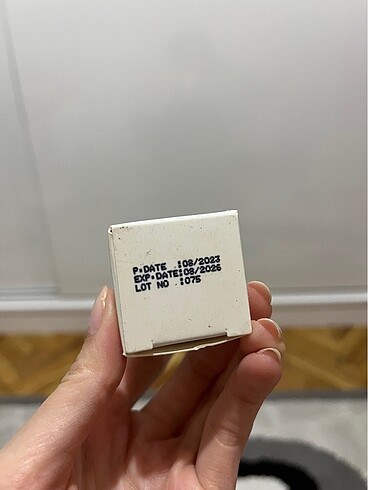 P.DATE :08/2023
EXP.DATE:08/2026
LOT NO :075